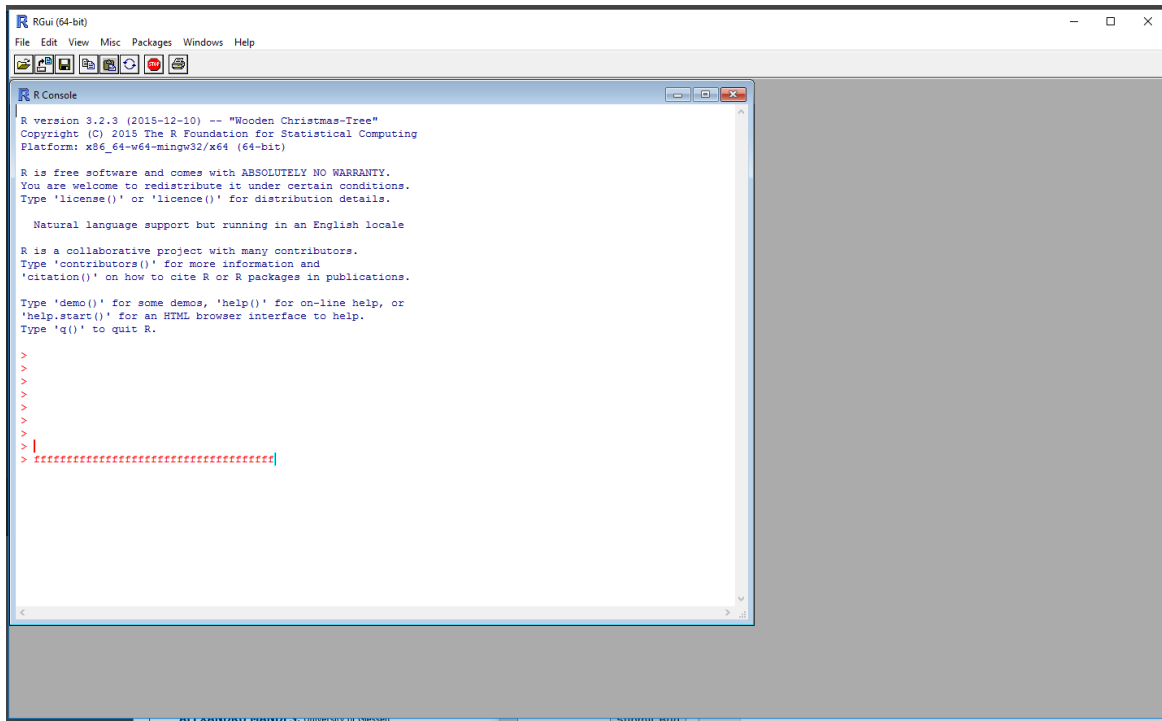 RGui (64-bit)
File Edit View Misc Packages Windows Help
STOP
R Console
R version 3.2.3 (2015-12-10) -- "Wooden Christmas-Tree"
Copyright (C) 2015 The R Foundation for Statistical Computing
Platform: x86_64-w64-mingw32/x64 (64-bit)
R is free software and comes with ABSOLUTELY NO WARRANTY.
You are welcome to redistribute it under certain conditions.
Type 'license()' or 'licence()' for distribution details.
Natural language support but running in an English locale
R is a collaborative project with many contributors.
Type 'contributors()' for more information and
'citation()' on how to cite R or R packages in publications.
Type 'demo()' for some demos, 'help()' for on-line help, or
'help.start()' for an HTML browser interface to help.
Type 'q()' to quit R.
>
>
>
>
>
>
>
>
> fffffffffffffffffffffffffffffffffffff